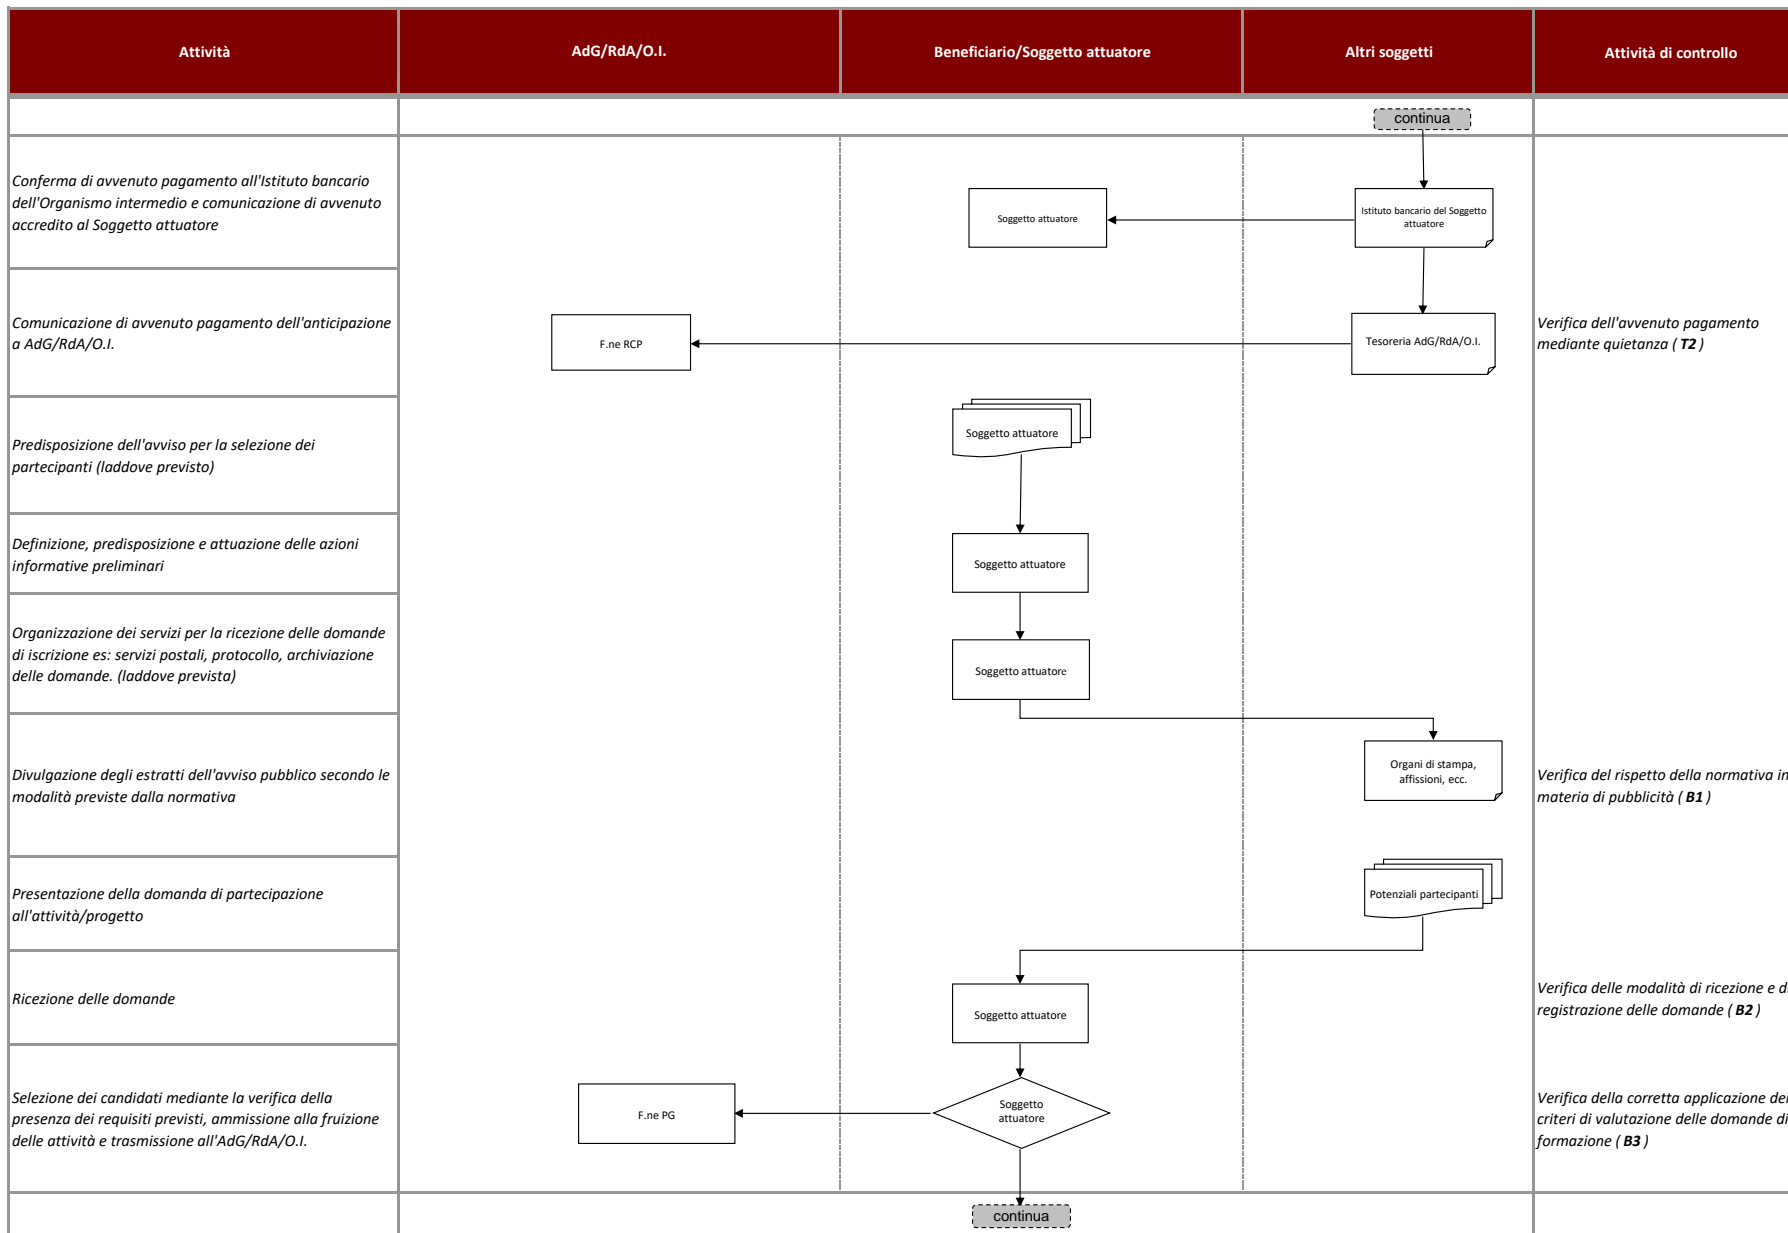 Attività
AdG/RdA/O.I.
Beneficiario/Soggetto attuatore
Altri soggetti
Attività di controllo
continua
Conferma di avvenuto pagamento all'Istituto bancario
dell'Organismo intermedio e comunicazione di avvenuto
accredito al Soggetto attuatore
Soggetto attuatore
Istituto bancario del Soggetto
attuatore
Comunicazione di avvenuto pagamento dell'anticipazione
a AdG/RdA/O.I.
F.ne RCP
Tesoreria AdG/RdA/O.I.
Verifica dell'avvenuto pagamento
mediante quietanza ( T2 )
Predisposizione dell'avviso per la selezione dei
partecipanti (laddove previsto)
Soggetto attuatore
Definizione, predisposizione e attuazione delle azioni
informative preliminari
Soggetto attuatore
Organizzazione dei servizi per la ricezione delle domande
di iscrizione es: servizi postali, protocollo, archiviazione
delle domande. (laddove prevista)
Soggetto attuatore
Divulgazione degli estratti dell'avviso pubblico secondo le
modalità previste dalla normativa
Organi di stampa,
affissioni, ecc.
Verifica del rispetto della normativa in
materia di pubblicità ( B1 )
Presentazione della domanda di partecipazione
all'attività/progetto
Potenziali partecipanti
Ricezione delle domande
Soggetto attuatore
Verifica delle modalità di ricezione e di
registrazione delle domande ( B2 )
Selezione dei candidati mediante la verifica della
presenza dei requisiti previsti, ammissione alla fruizione
delle attività e trasmissione all'AdG/RdA/O.I.
F.ne PG
Soggetto
attuatore
Verifica della corretta applicazione dei
criteri di valutazione delle domande di
formazione ( B3 )
continua